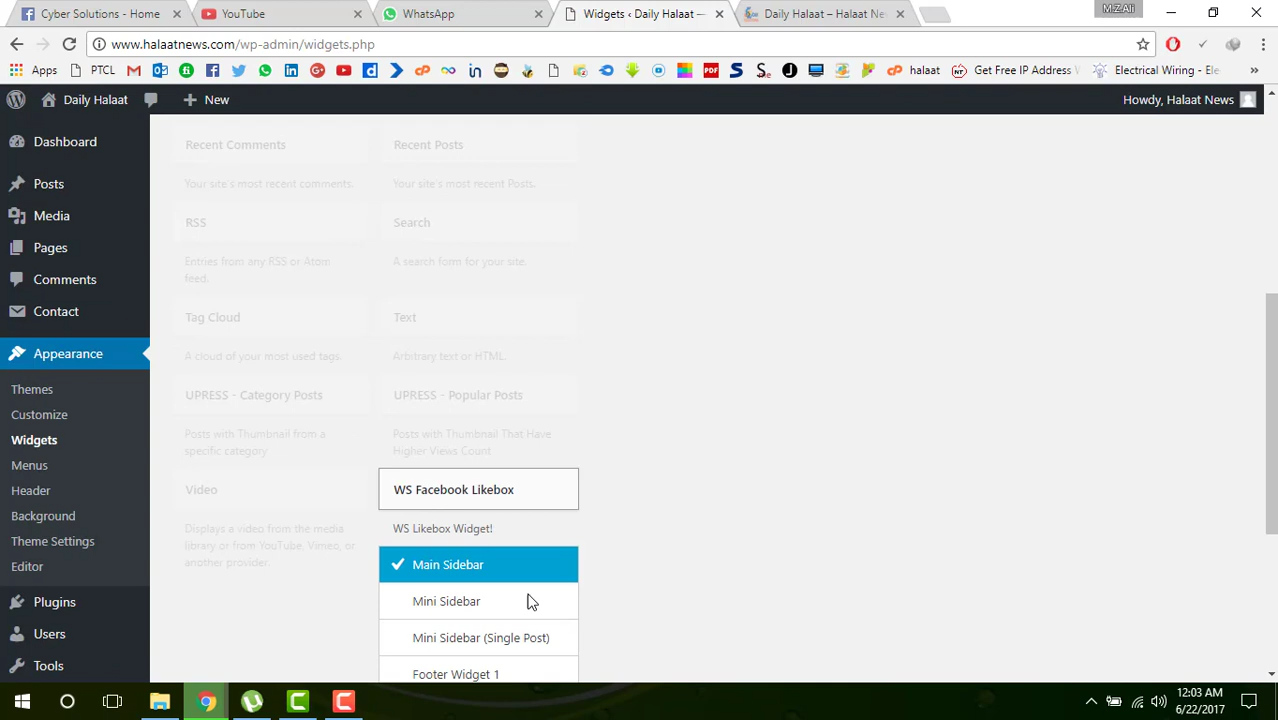 Cyber Solutions - Home
YouTube
WhatsApp
Widgets ‹ Daily Halaat —
Daily Halaat – Halaat Ne
M.Z.Ali
www.halaatnews.com/wp-admin/widgets.php
Apps
PTCL
halaat
Get Free IP Address
Electrical Wiring - Ele
Daily Halaat
New
Howdy, Halaat News
Dashboard
Posts
Media
Pages
Comments
Contact
Appearance
Themes
Customize
Widgets
Menus
Header
Background
Theme Settings
Editor
Plugins
Users
Tools
Recent Comments
Your site's most recent comments.
Recent Posts
Your site's most recent Posts.
RSS
Entries from any RSS or Atom
feed.
Search
A search form for your site.
Tag Cloud
A cloud of your most used tags.
Text
Arbitrary text or HTML.
UPRESS - Category Posts
Posts with Thumbnail from a
specific category
UPRESS - Popular Posts
Posts with Thumbnail That Have
Higher Views Count
Video
Displays a video from the media
library or from YouTube, Vimeo, or
another provider.
WS Facebook Likebox
WS Likebox Widget!
Main Sidebar
Mini Sidebar
Mini Sidebar (Single Post)
Footer Widget 1
12:03 AM
6/22/2017